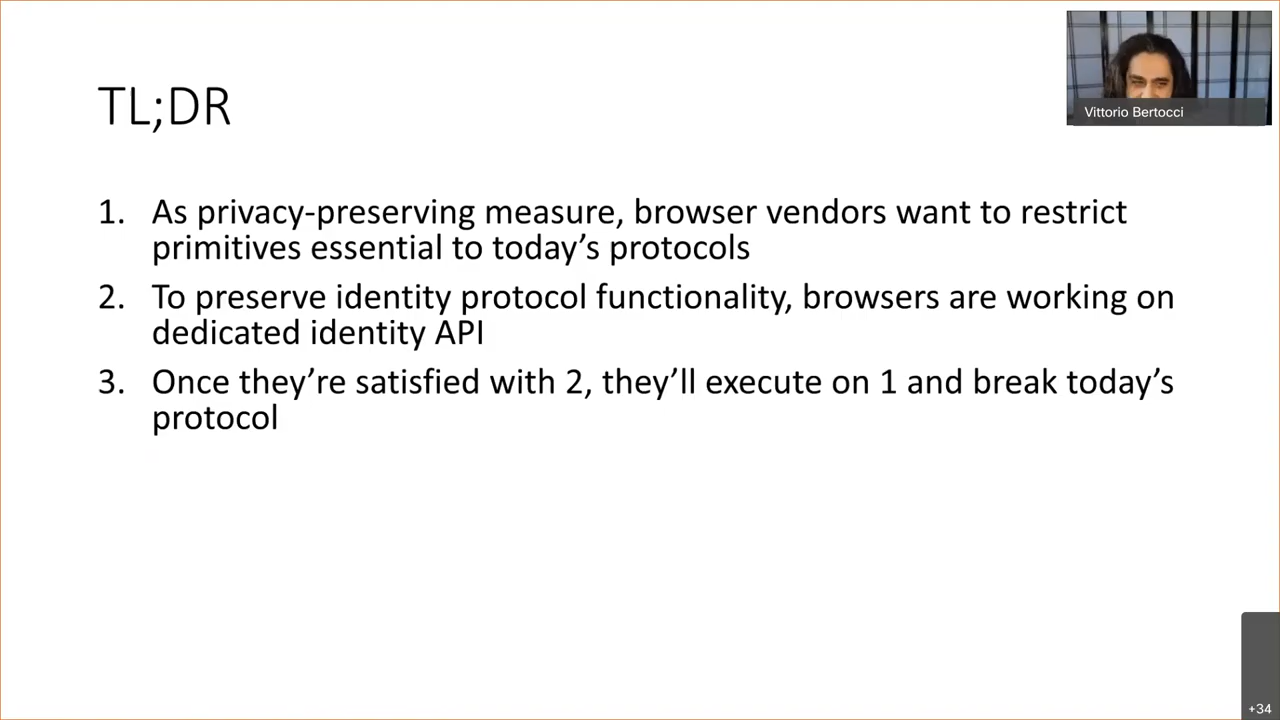 TL;DR
Vittorio Bertocci
1. As privacy-preserving measure, browser vendors want to restrict
primitives essential to today’s protocols
2. To preserve identity protocol functionality, browsers are working on
dedicated identity API
3. Once they’re satisfied with 2, they’ll execute on 1 and break today’s
protocol
+34